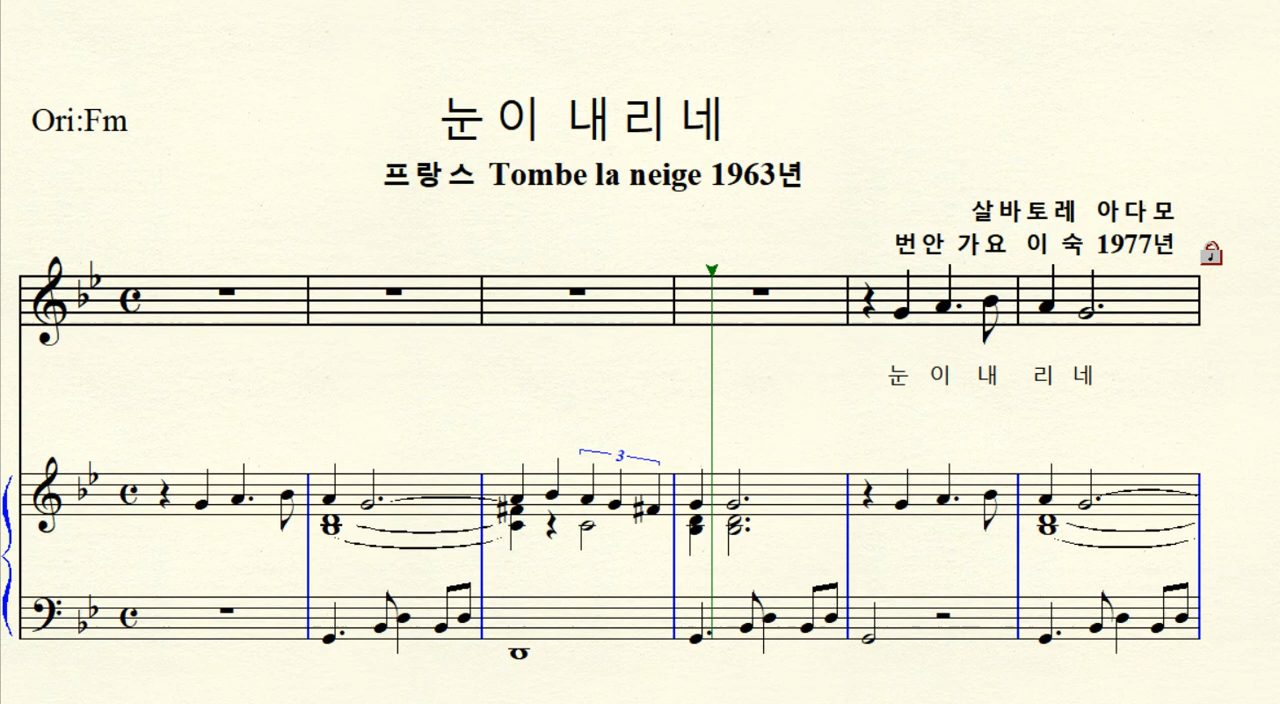 Ori:Fm
눈이 내리네
프랑스 Tombe la neige 1963년
살바토레 아다모
번안 가요 이 숙 1977년
눈 이 내 리 네
3